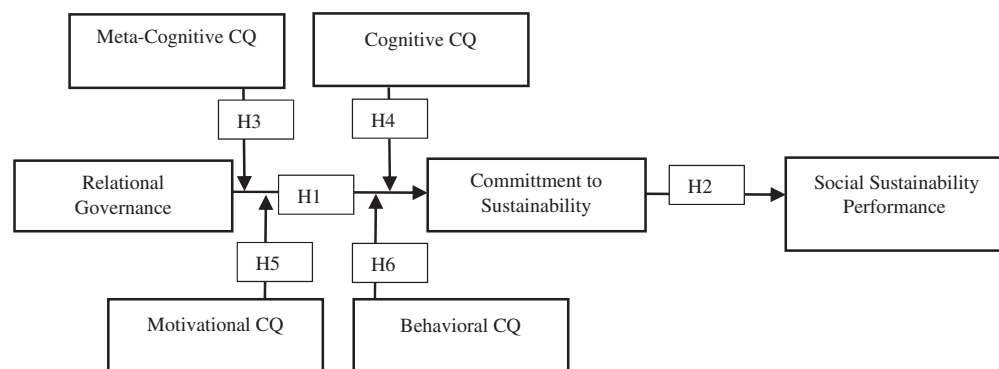 Meta-Cognitive CQ
Cognitive CQ
H3
H4
Relational
Governance
H1
Committment to
Sustainability
H2
Social Sustainability
Performance
H5
H6
Motivational CQ
Behavioral CQ